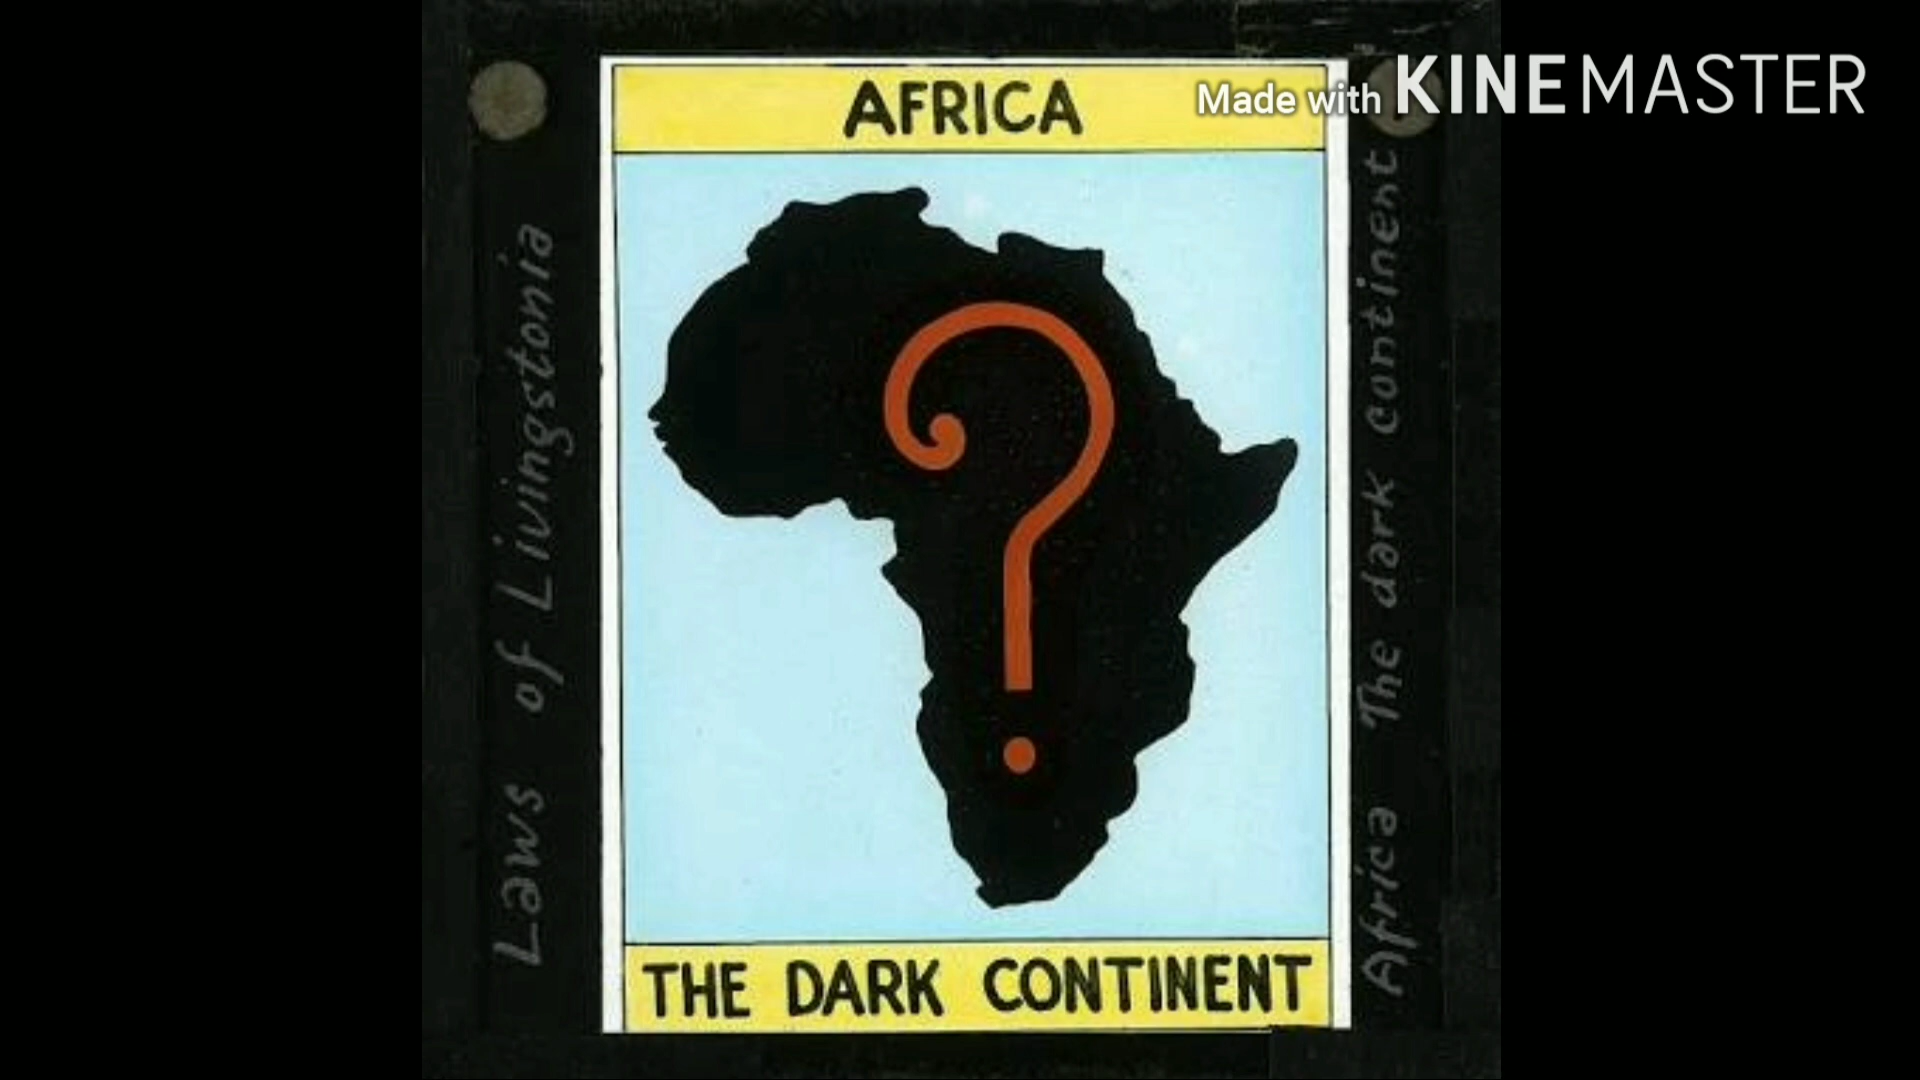 AFRICA
Made with KINEMASTER
Laws of Livingstonia
Africa The dark continent
THE DARK CONTINENT